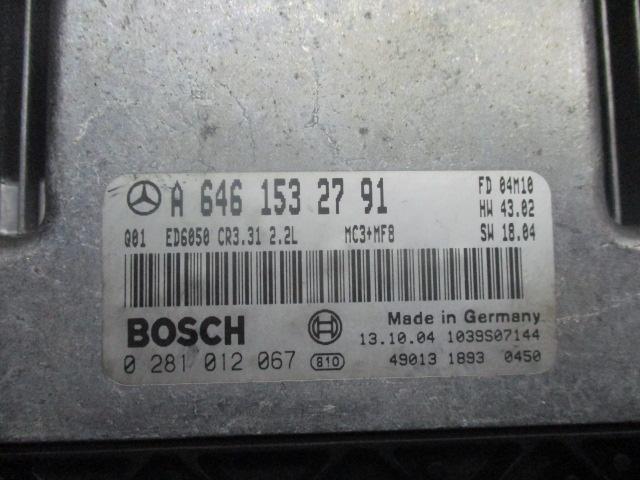 A 646 153 27 91
FD 04M10
HW 43.02
Q01 ED6050 CR3.31 2.2L MC3+MF8 SW 18.04
BOSCH
Made in Germany
13.10.04 1039S07144
0 281 012 067 810 49013 1893 0450